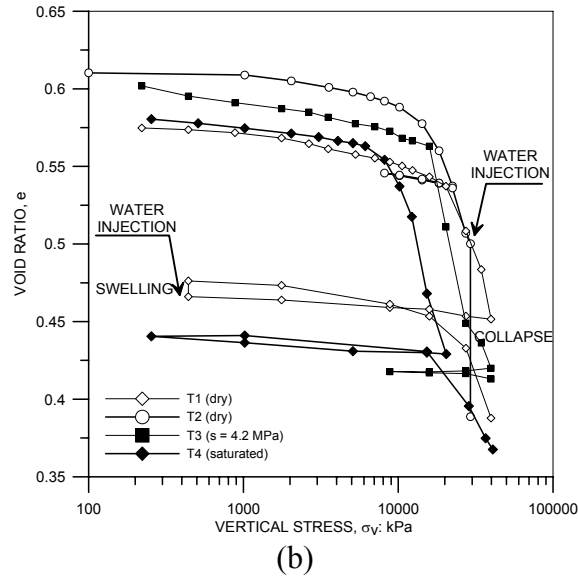 0.65
0.6
0.55
0.5
0.45
0.4
0.35
VOID RATIO, e
WATER
INJECTION
SWELLING
WATER
INJECTION
COLLAPSE
T1 (dry)
T2 (dry)
T3 (s = 4.2 MPa)
T4 (saturated)
100 1000 10000 100000
VERTICAL STRESS, σv: kPa
(b)